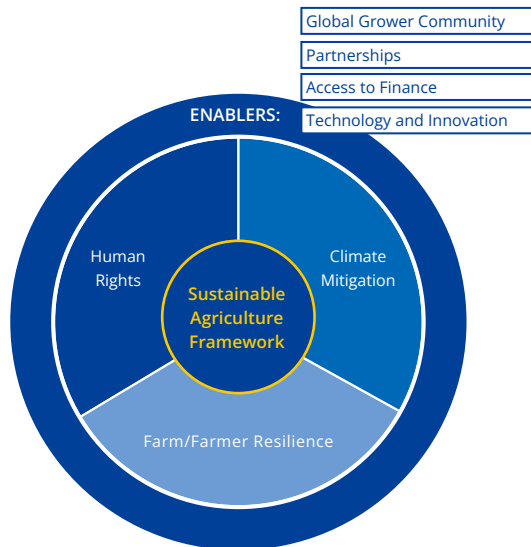 Global Grower Community
Partnerships
Access to Finance
ENABLERS:
Technology and Innovation
Human
Rights
Climate
Mitigation
Sustainable
Agriculture
Framework
Farm/Farmer Resilience